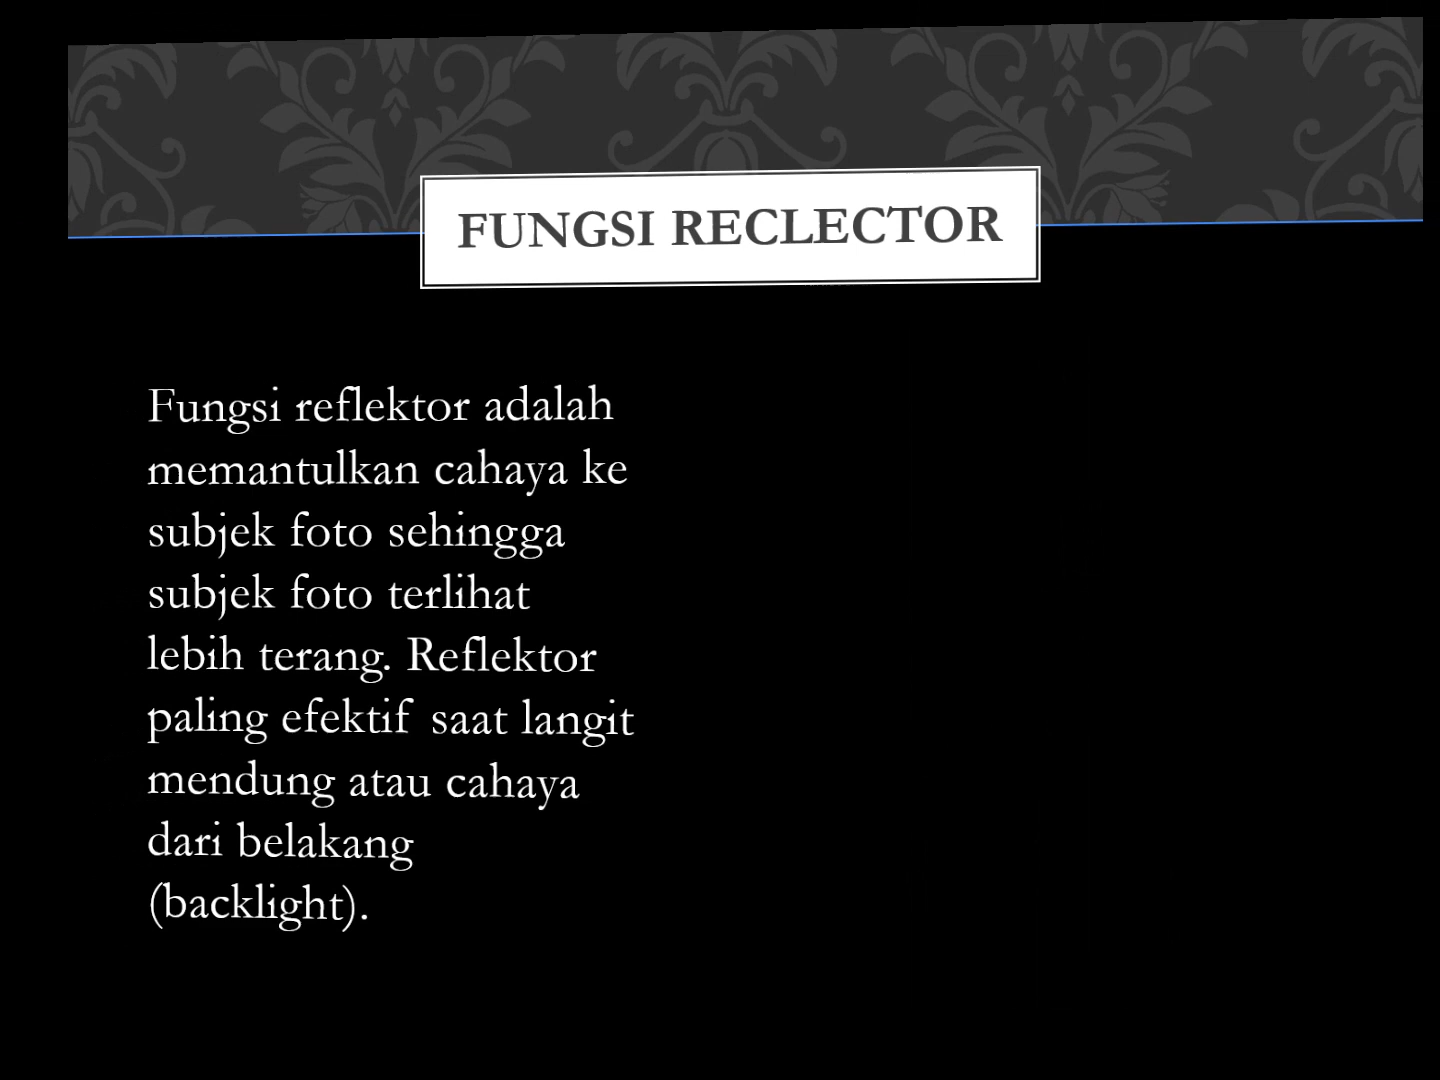 FUNGSI RECLECTOR
Fungsi reflektor adalah
memantulkan cahaya ke
subjek foto sehingga
subjek foto terlihat
lebih terang. Reflektor
paling efektif saat langit
mendung atau cahaya
dari belakang
(backlight).